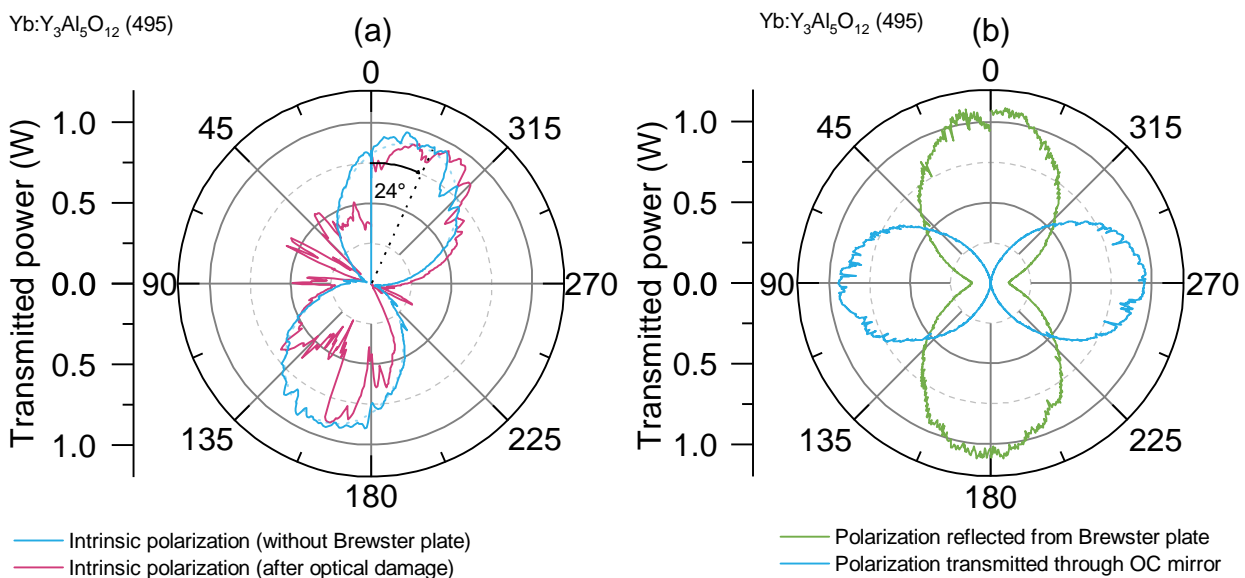 Yb:Y₃Al₅O₁₂ (495)
(a)
0
45
315
90
270
135
225
180
24°
Transmitted power (W)
1.0
0.5
0.0
0.5
1.0
Intrinsic polarization (without Brewster plate)
Intrinsic polarization (after optical damage)
Yb:Y₃Al₅O₁₂ (495)
(b)
0
45
315
90
270
135
225
180
Transmitted power (W)
1.0
0.5
0.0
0.5
1.0
Polarization reflected from Brewster plate
Polarization transmitted through OC mirror